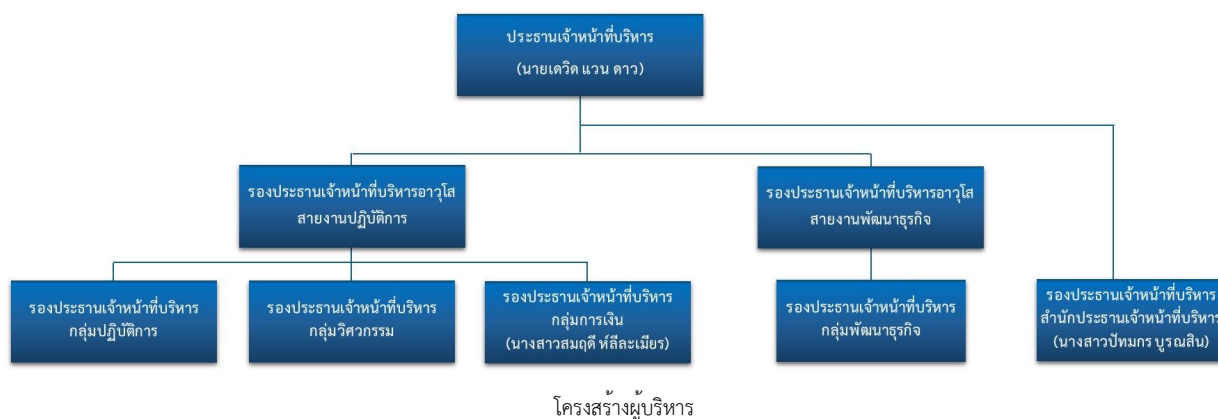 ประธานเจ้าหน้าที่บริหาร
(นายเดวิด แวน ดาว)
รองประธานเจ้าหน้าที่บริหารอาวุโส
สายงานปฏิบัติการ
รองประธานเจ้าหน้าที่บริหารอาวุโส
สายงานพัฒนาธุรกิจ
รองประธานเจ้าหน้าที่บริหาร
กลุ่มปฏิบัติการ
รองประธานเจ้าหน้าที่บริหาร
กลุ่มวิศวกรรม
รองประธานเจ้าหน้าที่บริหาร
กลุ่มการเงิน
(นางสาวสมฤดี ห์ลีละเมียร)
รองประธานเจ้าหน้าที่บริหาร
กลุ่มพัฒนาธุรกิจ
รองประธานเจ้าหน้าที่บริหาร
สำนักประธานเจ้าหน้าที่บริหาร
(นางสาวปัทมกร บูรณสิน)
โครงสร้างผู้บริหาร